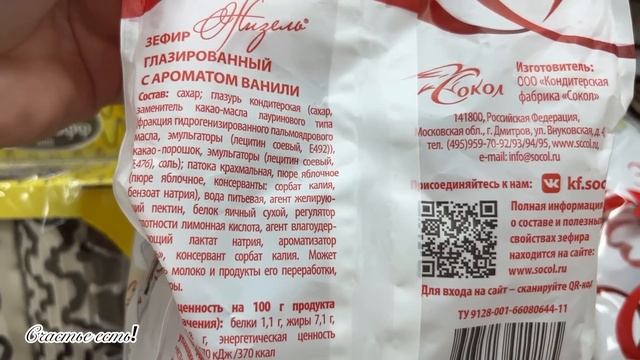 ЗЕФИР Жизель®
ГЛАЗИРОВАННЫЙ
С АРОМАТОМ ВАНИЛИ
Состав: сахар; глазурь кондитерская (сахар,
заменитель какао-масла лауринового типа
фракция гидрогенизированного пальмоядрового
масла, эмульгаторы (лецитин соевый, Е492)),
какао-порошок, эмульгаторы (лецитин соевый,
Е476), соль); патока крахмальная, пюре яблочное
(пюре яблочное, консерванты: сорбат калия,
бензоат натрия), вода питьевая, агент желирую-
пектин, белок яичный сухой, регулятор
лимонная кислота, агент влагоудер-
лактат натрия, ароматизатор
консервант сорбат калия. Может
молоко и продукты его переработки,
ценность на 100 г продукта
белки 1,1 г, жиры 7,1 г,
г, энергетическая ценность
кДж/370 ккал
Сокол
Изготовитель:
ООО «Кондитерская
фабрика «Сокол»
141800, Российская Федерация,
Московская обл., г. Дмитров, ул. Внуковская, д. 4,
тел. (495)959-70-92/93/94/95, www.socol.ru,
e-mail: info@socol.ru
Присоединяйтесь к нам: kf.soc
Полная информация
о составе и полезных
свойствах зефира
находится на сайте:
www.socol.ru
Для входа на сайт – сканируйте QR-код
ТУ 9128-001-66080644-11
Счастье есть!